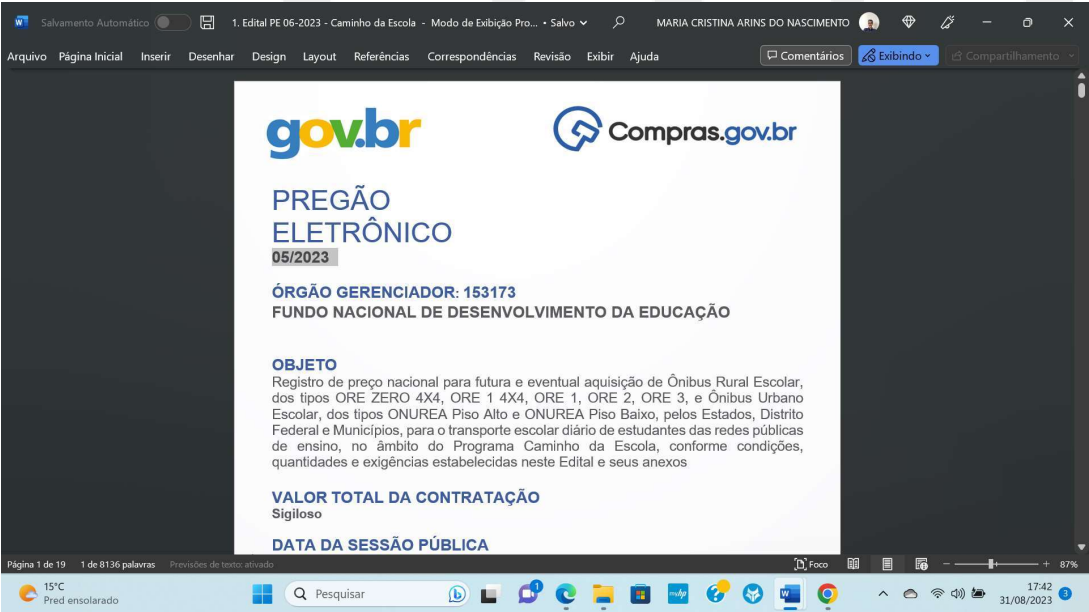 Salvamento Automático
1. Edital PE 06-2023 - Caminho da Escola - Modo de Exibição Pro... • Salvo
MARIA CRISTINA ARINS DO NASCIMENTO
Arquivo Página Inicial Inserir Desenhar Design Layout Referências Correspondências Revisão Exibir Ajuda
Comentários
Exibindo
Compartilhamento
gov.br
Compras.gov.br
PREGÃO
ELETRÔNICO
05/2023
ÓRGÃO GERENCIADOR: 153173
FUNDO NACIONAL DE DESENVOLVIMENTO DA EDUCAÇÃO
OBJETO
Registro de preço nacional para futura e eventual aquisição de Ônibus Rural Escolar,
dos tipos ORE ZERO 4X4, ORE 1 4X4, ORE 1, ORE 2, ORE 3, e Ônibus Urbano
Escolar, dos tipos ONUREA Piso Alto e ONUREA Piso Baixo, pelos Estados, Distrito
Federal e Municípios, para o transporte escolar diário de estudantes das redes públicas
de ensino, no âmbito do Programa Caminho da Escola, conforme condições,
quantidades e exigências estabelecidas neste Edital e seus anexos
VALOR TOTAL DA CONTRATAÇÃO
Sigiloso
DATA DA SESSÃO PÚBLICA
Página 1 de 19 1 de 8136 palavras Previsões de texto: ativado
Foco
87%
15°C
Pred ensolarado
Pesquisar
17:42
31/08/2023
3